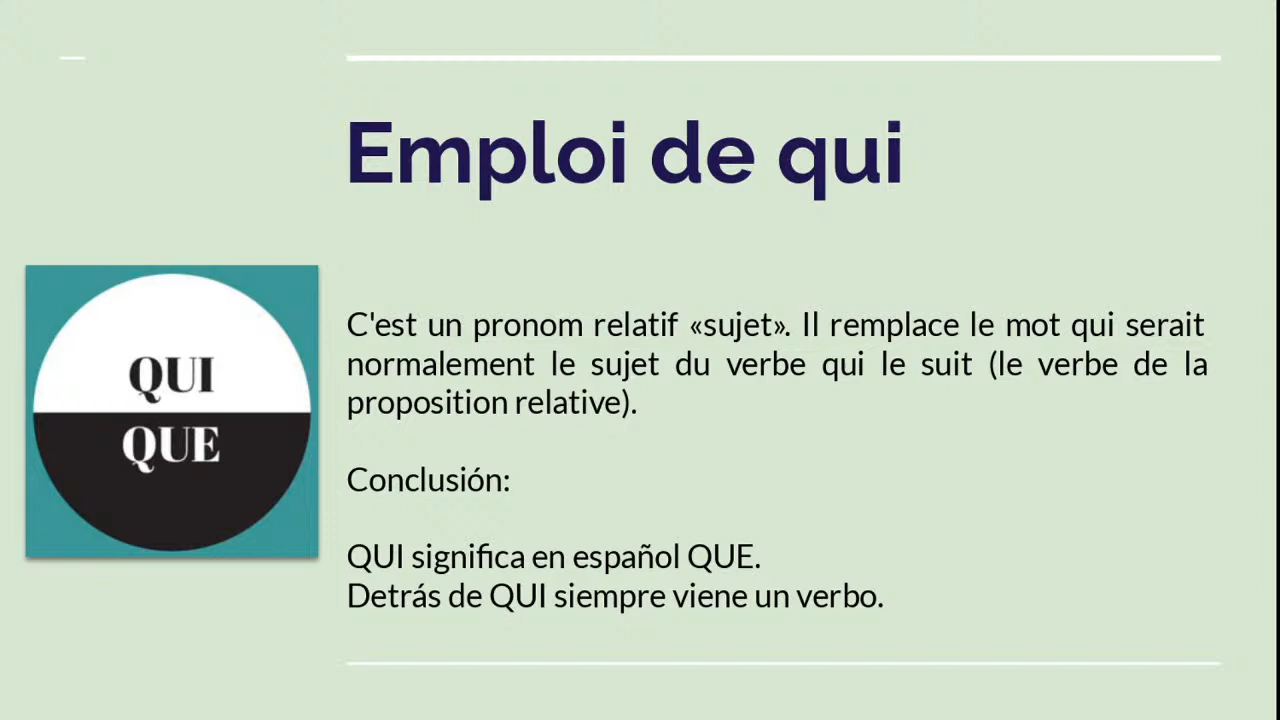 Emploi de qui
QUI
QUE
C'est un pronom relatif «sujet». Il remplace le mot qui serait
normalement le sujet du verbe qui le suit (le verbe de la
proposition relative).
Conclusión:
QUI significa en español QUE.
Detrás de QUI siempre viene un verbo.